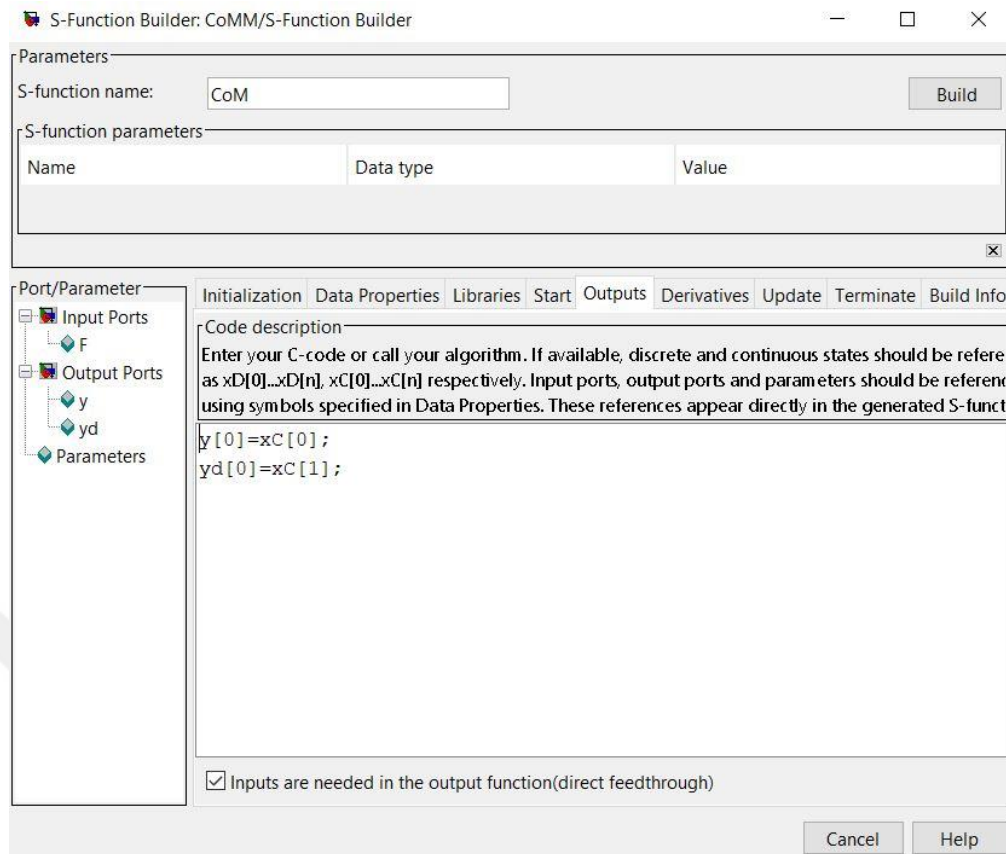 S-Function Builder: CoMM/S-Function Builder
Parameters
S-function name:
CoM
Build
S-function parameters
Name Data type Value
Port/Parameter
Input Ports
F
Output Ports
y
yd
Parameters
Initialization Data Properties Libraries Start Outputs Derivatives Update Terminate Build Info
Code description
Enter your C-code or call your algorithm. If available, discrete and continuous states should be refere
as xD[0]...xD[n], xC[0]...xC[n] respectively. Input ports, output ports and parameters should be referenc
using symbols specified in Data Properties. These references appear directly in the generated S-funct
y[0]=xC[0];
yd[0]=xC[1];
Inputs are needed in the output function(direct feedthrough)
Cancel Help